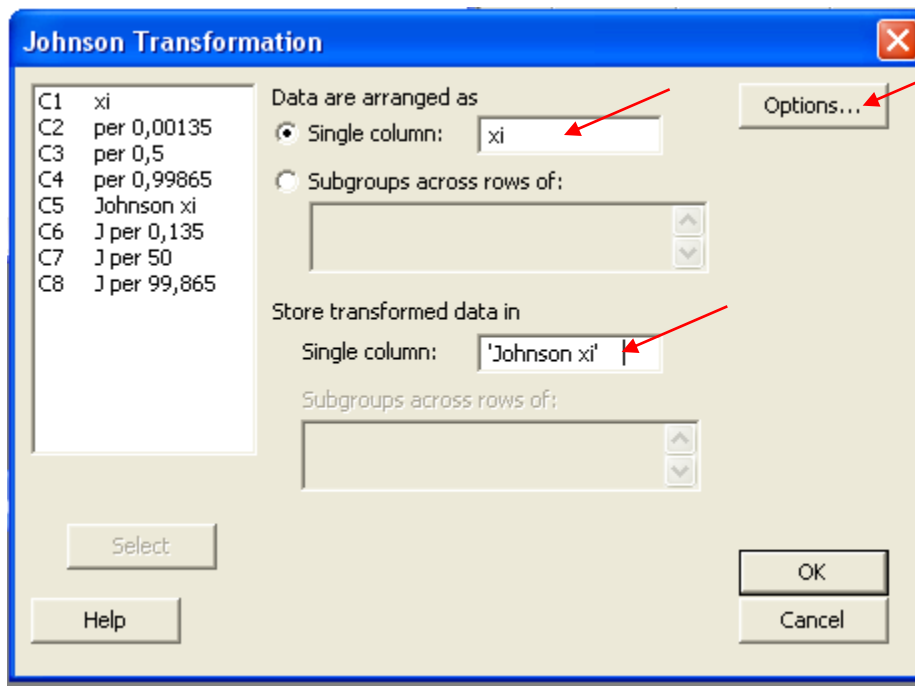 Johnson Transformation
C1 xi
C2 per 0,00135
C3 per 0,5
C4 per 0,99865
C5 Johnson xi
C6 J per 0,135
C7 J per 50
C8 J per 99,865
Data are arranged as
Single column: xi
Subgroups across rows of:
Store transformed data in
Single column: 'Johnson xi'
Subgroups across rows of:
Options...
Select
Help
OK
Cancel